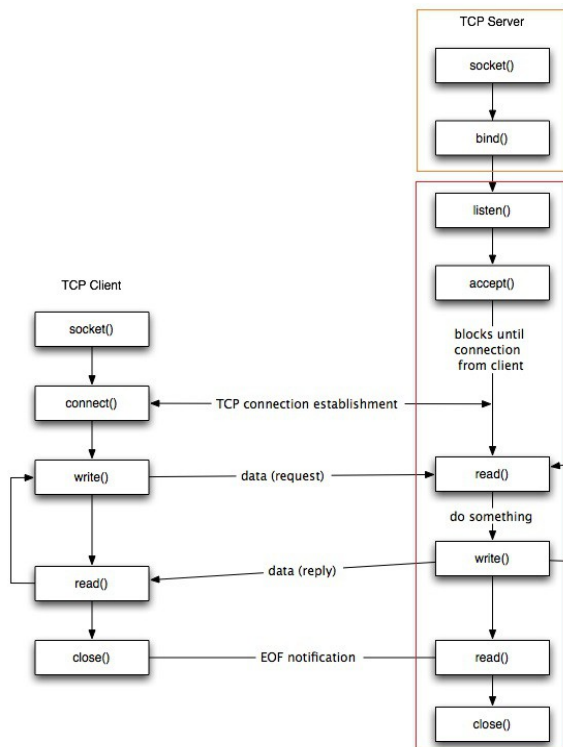 TCP Server
socket()
bind()
listen()
accept()
blocks until
connection
from client
TCP Client
socket()
connect()
TCP connection establishment
write()
data (request)
read()
do something
write()
data (reply)
read()
close()
EOF notification
read()
close()